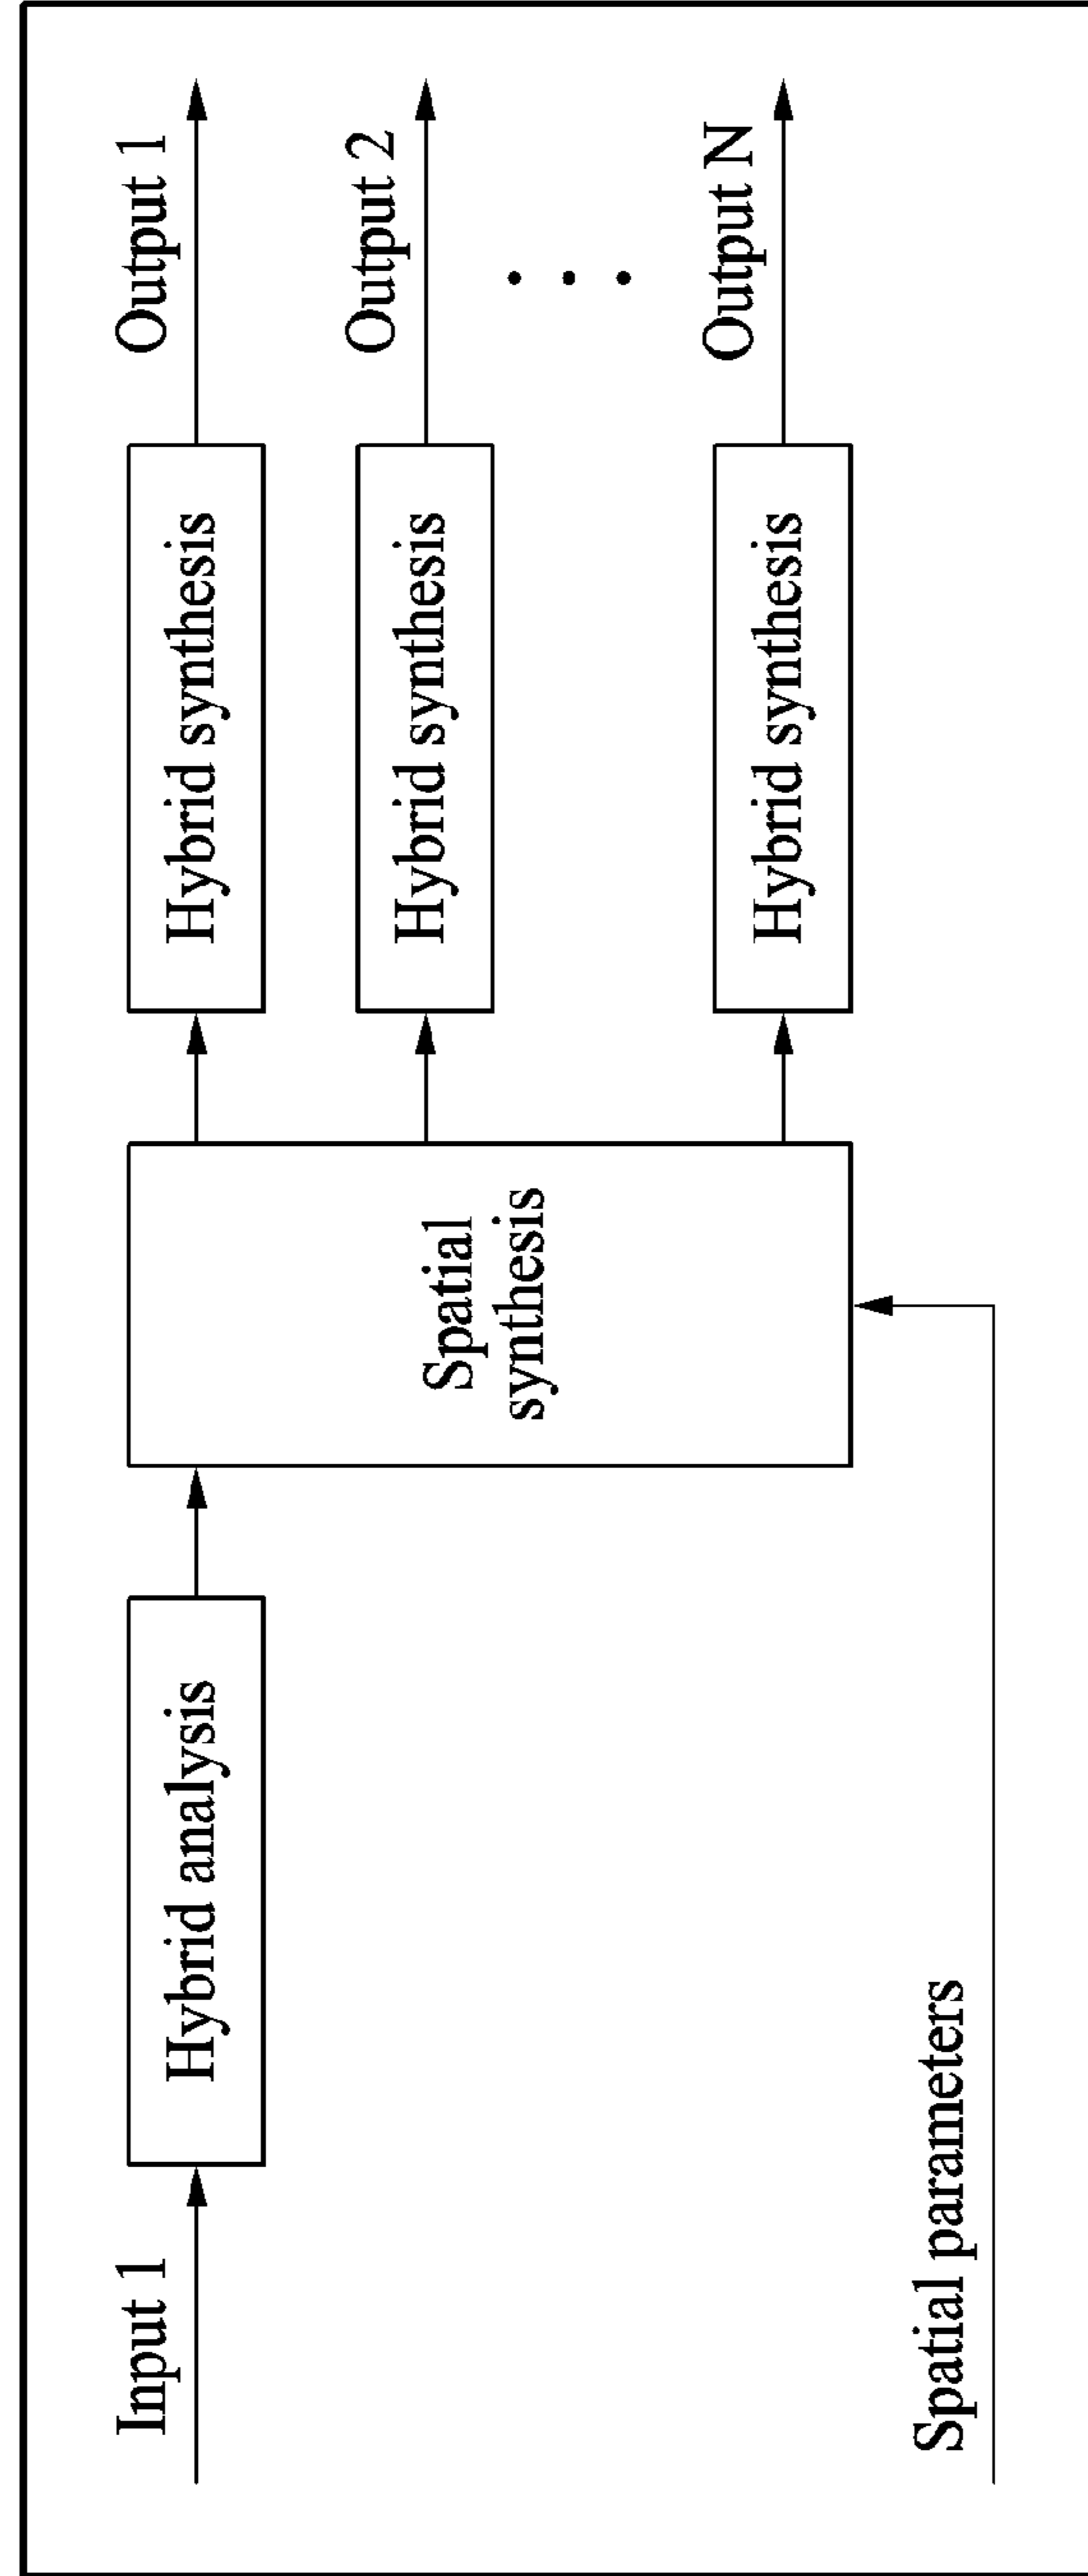 Input 1
Hybrid analysis
Spatial
synthesis
Hybrid synthesis
Output 1
Hybrid synthesis
Output 2
Hybrid synthesis
Output N
Spatial parameters